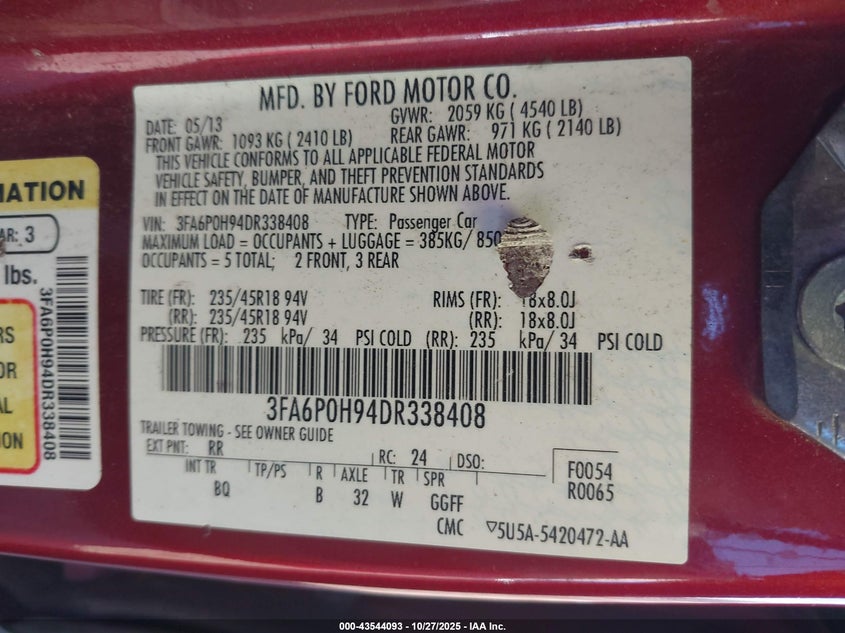 MFD. BY FORD MOTOR CO.
DATE: 05/13 GVWR: 2059 KG ( 4540 LB)
FRONT GAWR: 1093 KG ( 2410 LB) REAR GAWR: 971 KG ( 2140 LB)
THIS VEHICLE CONFORMS TO ALL APPLICABLE FEDERAL MOTOR
VEHICLE SAFETY, BUMPER, AND THEFT PREVENTION STANDARDS
IN EFFECT ON THE DATE OF MANUFACTURE SHOWN ABOVE.
VIN: 3FA6P0H94DR338408 TYPE: Passenger Car
MAXIMUM LOAD = OCCUPANTS + LUGGAGE = 385KG/ 850
OCCUPANTS = 5 TOTAL; 2 FRONT, 3 REAR
TIRE (FR): 235/45R18 94V RIMS (FR): 18x8.0J
(RR): 235/45R18 94V (RR): 18x8.0J
PRESSURE (FR): 235 kPa/ 34 PSI COLD (RR): 235 kPa/ 34 PSI COLD
3FA6P0H94DR338408
TRAILER TOWING - SEE OWNER GUIDE
EXT PNT: RR RC: 24 DSO: F0054
INT TR TP/PS R AXLE TR SPR R0065
BQ B 32 W GGFF
CMC ▽5U5A-5420472-AA
MATION
AR: 3
lbs.
3FA6P0H94DR338408
RS
OR
AL
ION
000-43544093 | 10/27/2025 | IAA Inc.